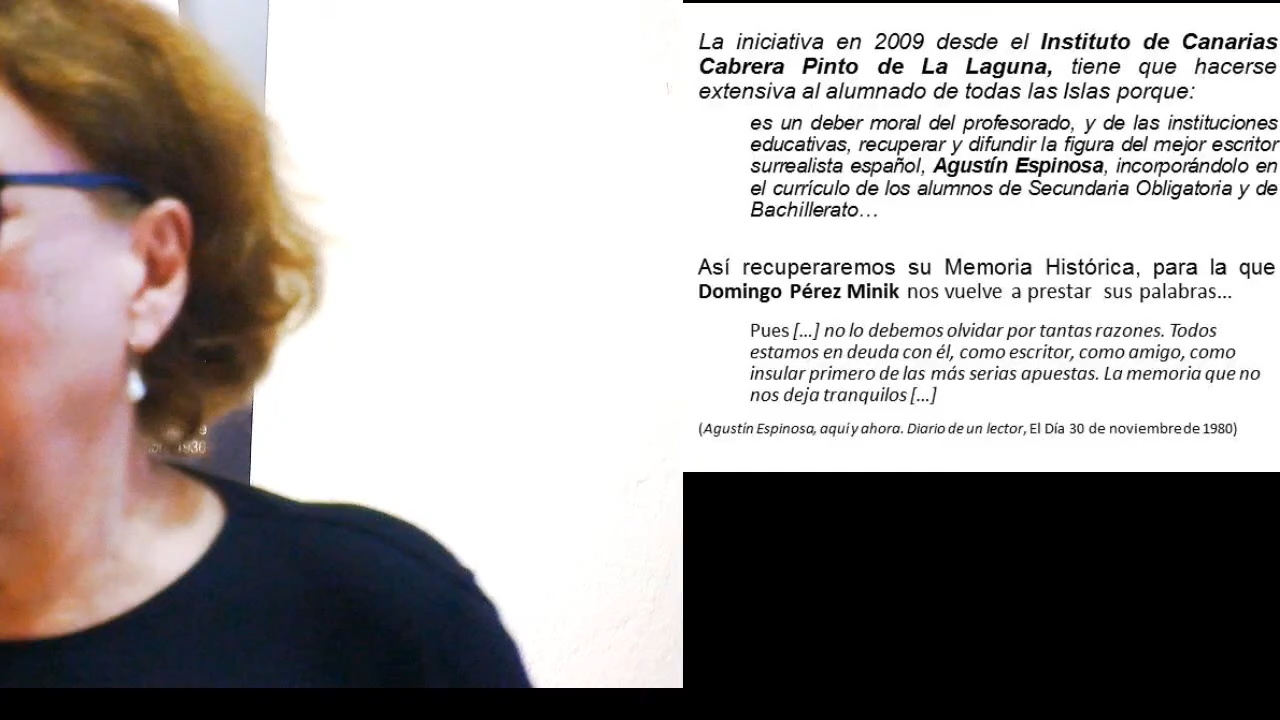 La iniciativa en 2009 desde el Instituto de Canarias
Cabrera Pinto de La Laguna, tiene que hacerse
extensiva al alumnado de todas las Islas porque:
es un deber moral del profesorado, y de las instituciones
educativas, recuperar y difundir la figura del mejor escritor
surrealista español, Agustín Espinosa, incorporándolo en
el currículo de los alumnos de Secundaria Obligatoria y de
Bachillerato…
Así recuperaremos su Memoria Histórica, para la que
Domingo Pérez Minik nos vuelve a prestar sus palabras…
Pues [...] no lo debemos olvidar por tantas razones. Todos
estamos en deuda con él, como escritor, como amigo, como
insular primero de las más serias apuestas. La memoria que no
nos deja tranquilos [...]
(Agustín Espinosa, aquí y ahora. Diario de un lector, El Día 30 de noviembre de 1980)
1936